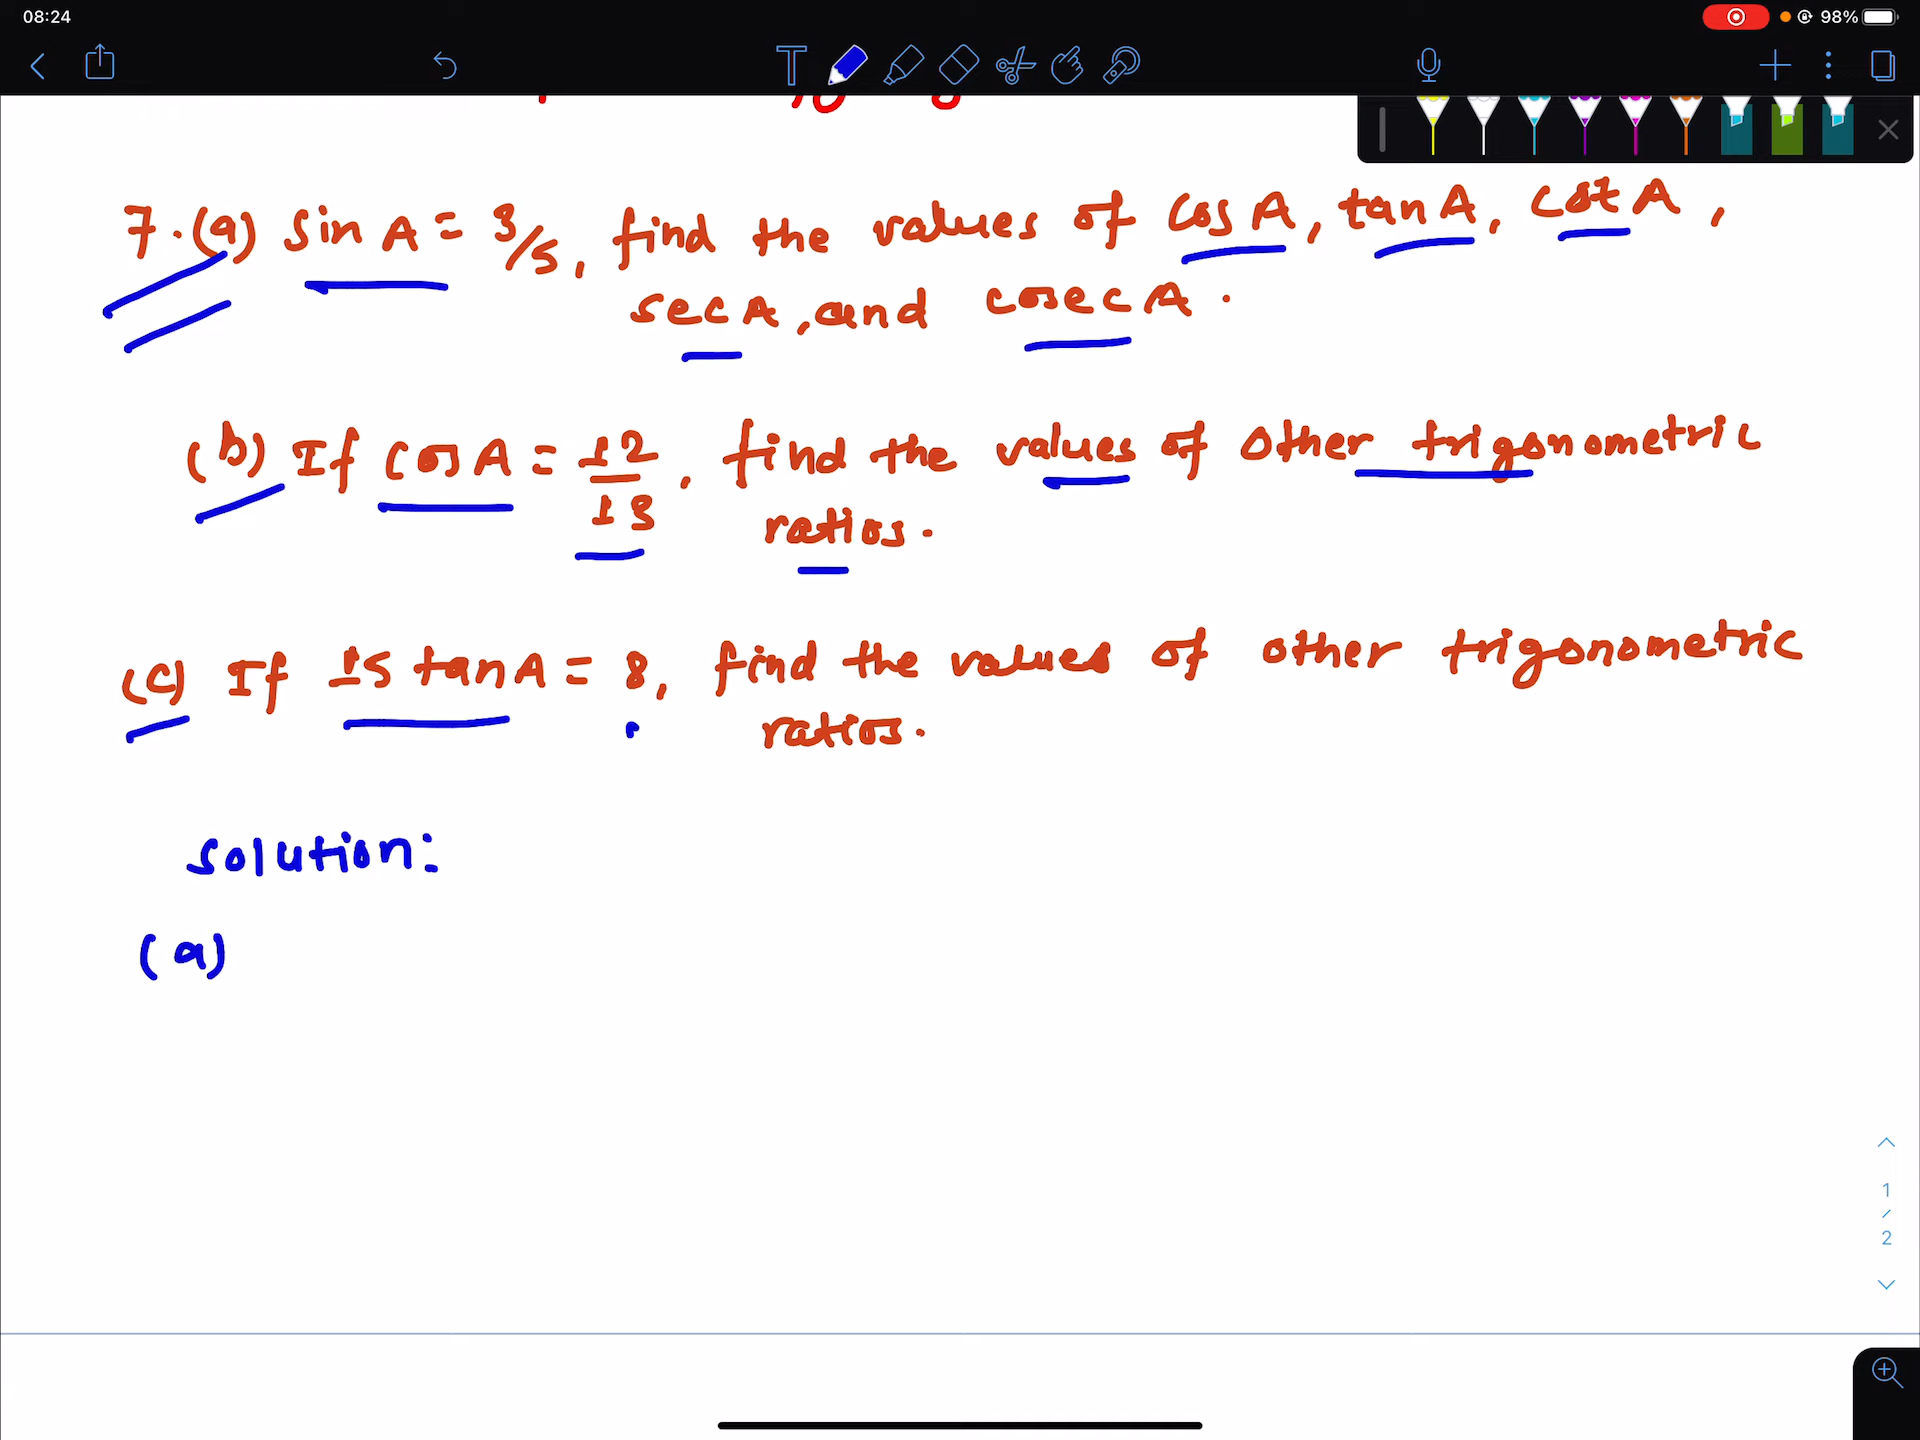 08:24
98%
7.(a) sin A = 3/5, find the values of cos A, tan A, cot A,
sec A, and cosec A.
(b) If cos A = 12/13, find the values of other trigonometric
ratios.
(c) If 15 tan A = 8, find the values of other trigonometric
ratios.
solution:
(a)
1
/
2